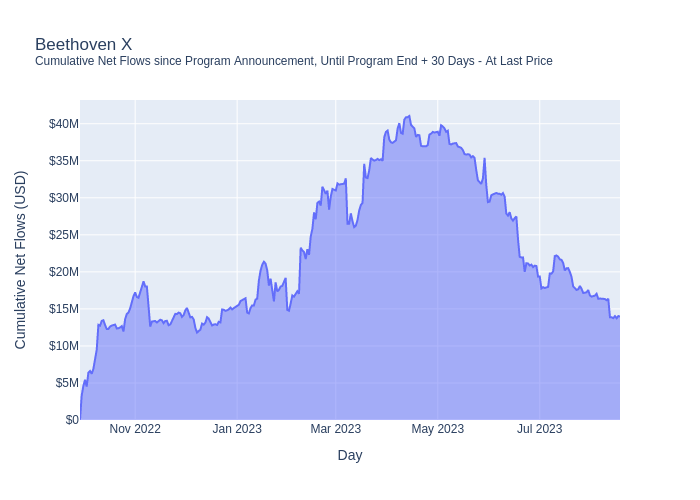 Beethoven X
Cumulative Net Flows since Program Announcement, Until Program End + 30 Days - At Last Price
Cumulative Net Flows (USD)
$40M
$35M
$30M
$25M
$20M
$15M
$10M
$5M
$0
Nov 2022
Jan 2023
Mar 2023
May 2023
Jul 2023
Day